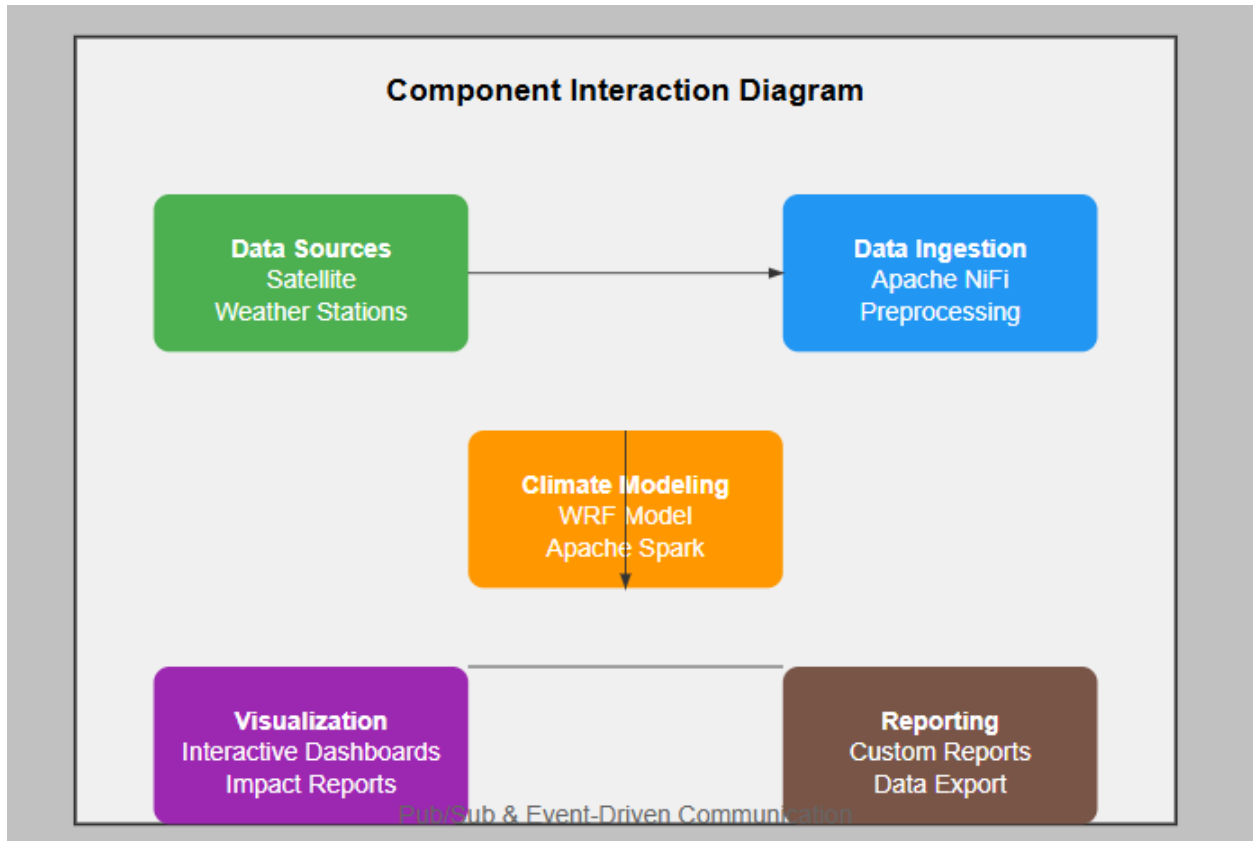 Component Interaction Diagram
Data Sources
Satellite
Weather Stations
Data Ingestion
Apache NiFi
Preprocessing
Climate Modeling
WRF Model
Apache Spark
Visualization
Interactive Dashboards
Impact Reports
Reporting
Custom Reports
Data Export
Pub/Sub & Event-Driven Communication